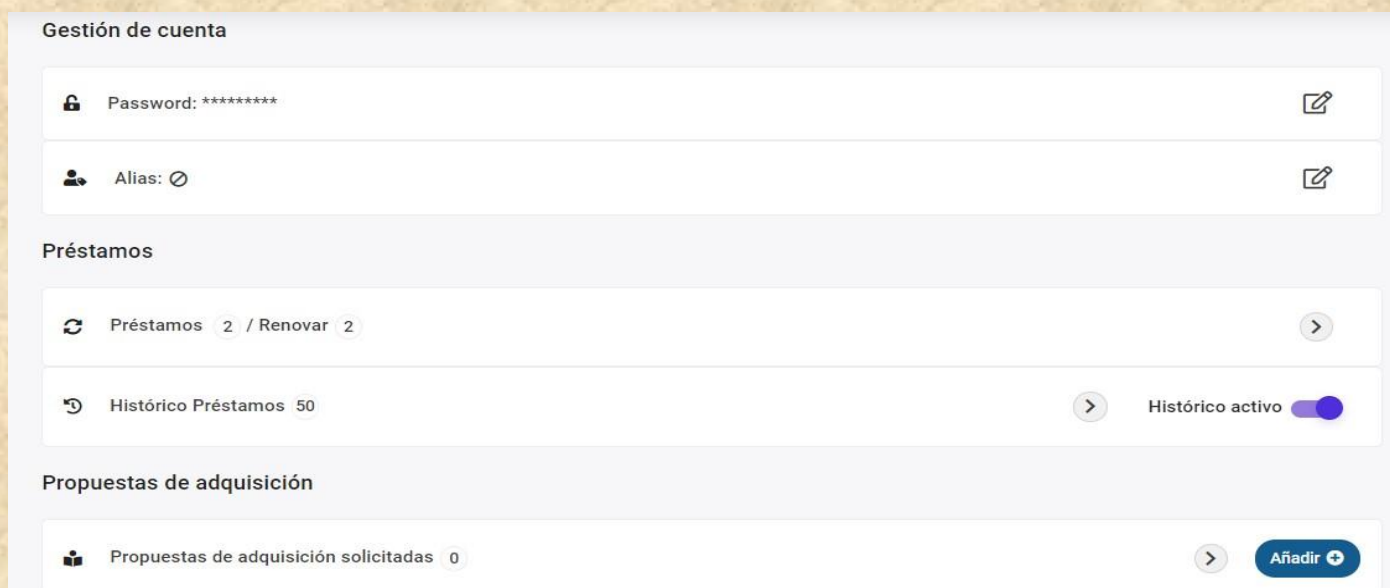 Gestión de cuenta
Password: *********
Alias:
Préstamos
Préstamos 2 / Renovar 2
Histórico Préstamos 50 Histórico activo
Propuestas de adquisición
Propuestas de adquisición solicitadas 0 Añadir